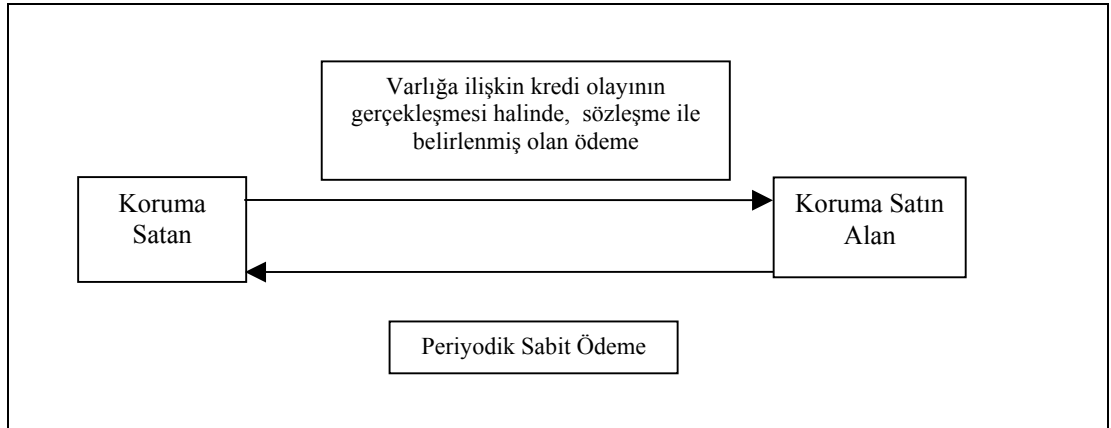 Varlığa ilişkin kredi olayının
gerçekleşmesi halinde, sözleşme ile
belirlenmiş olan ödeme
Koruma
Satan
Koruma Satın
Alan
Periyodik Sabit Ödeme